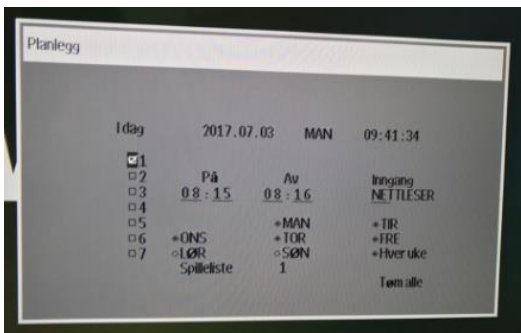 Planlegg
I dag 2017.07.03 MAN 09:41:34
1
2 På Av Inngang
3 08:15 08:16 NETTLESER
4
5 MAN TIR
6 ONS TOR FRE
7 LØR SØN Hver uke
Spilleliste 1
Tøm alle